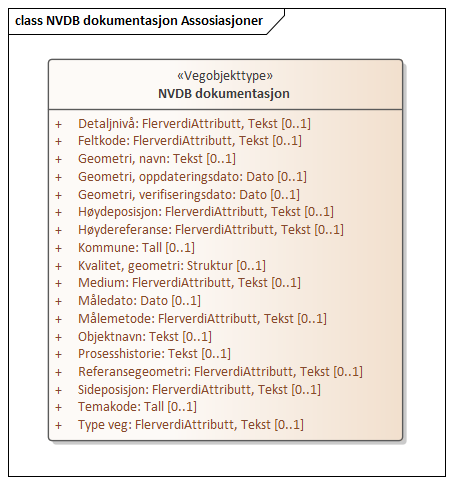 class NVDB dokumentasjon Assosiasjoner
«Vegobjekttype»
NVDB dokumentasjon
+ Detaljnivå: FlerverdiAttributt, Tekst [0..1]
+ Feltkode: FlerverdiAttributt, Tekst [0..1]
+ Geometri, navn: Tekst [0..1]
+ Geometri, oppdateringsdato: Dato [0..1]
+ Geometri, verifiseringsdato: Dato [0..1]
+ Høydeposisjon: FlerverdiAttributt, Tekst [0..1]
+ Høydereferanse: FlerverdiAttributt, Tekst [0..1]
+ Kommune: Tall [0..1]
+ Kvalitet, geometri: Struktur [0..1]
+ Medium: FlerverdiAttributt, Tekst [0..1]
+ Måledato: Dato [0..1]
+ Målemetode: FlerverdiAttributt, Tekst [0..1]
+ Objektnavn: Tekst [0..1]
+ Prosesshistorie: Tekst [0..1]
+ Referansegeometri: FlerverdiAttributt, Tekst [0..1]
+ Sideposisjon: FlerverdiAttributt, Tekst [0..1]
+ Temakode: Tall [0..1]
+ Type veg: FlerverdiAttributt, Tekst [0..1]